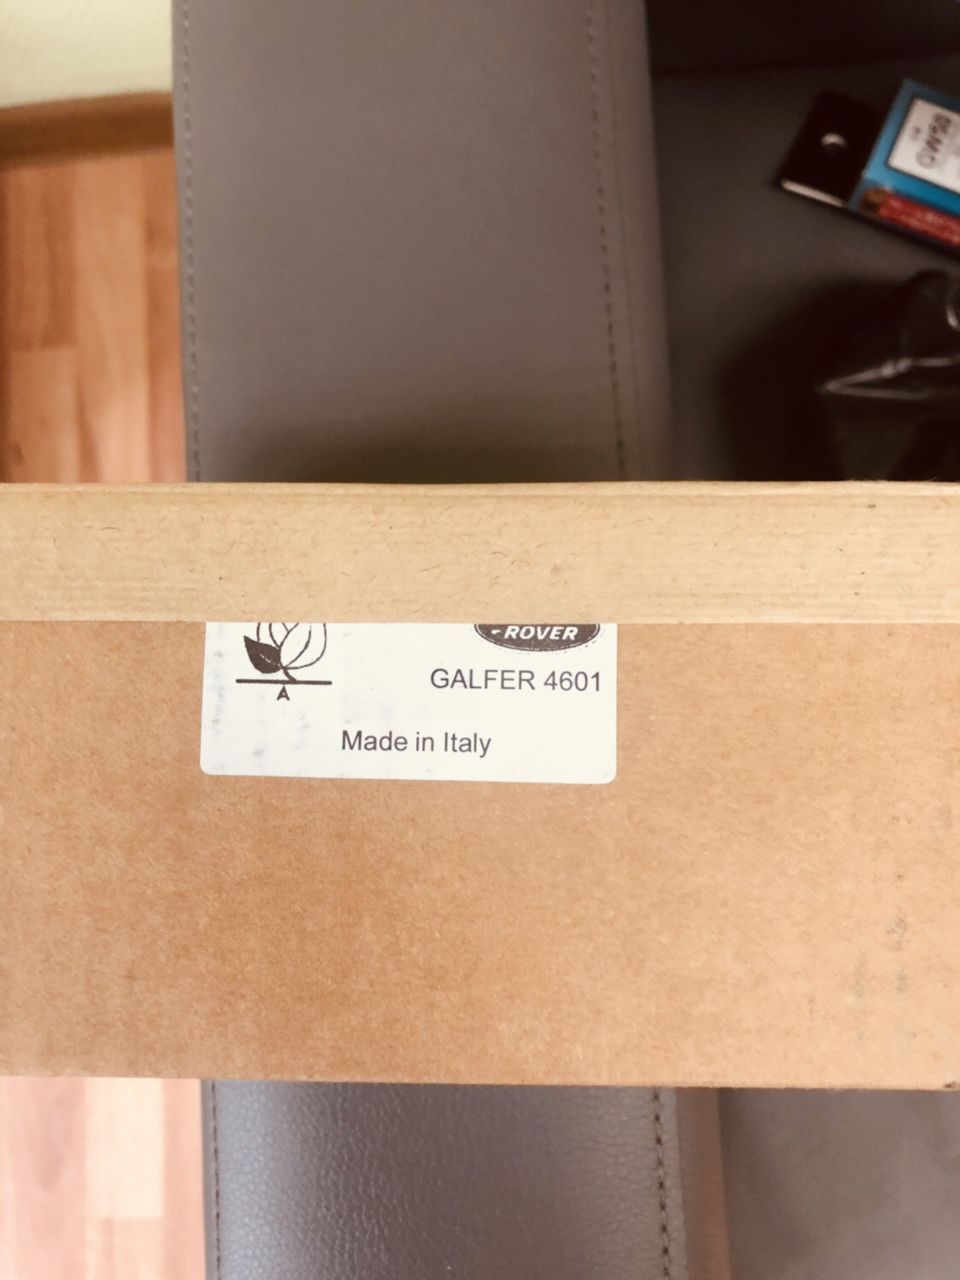 -ROVER
GALFER 4601
A
Made in Italy